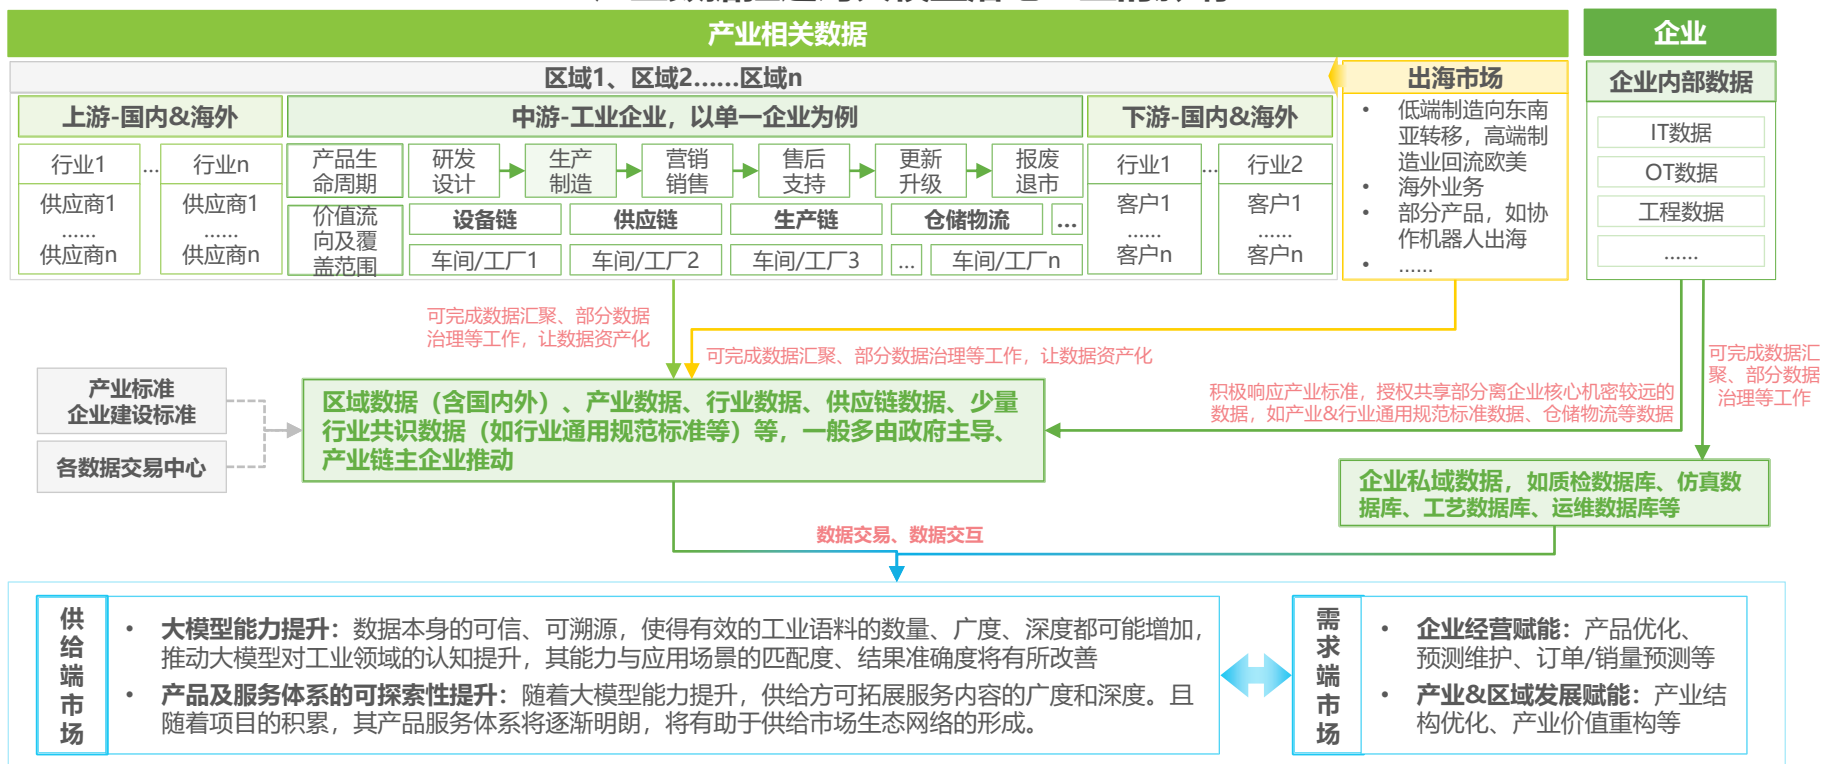 产业相关数据
企业
区域1、区域2……区域n
出海市场
企业内部数据
上游-国内&海外
中游-工业企业，以单一企业为例
下游-国内&海外
行业1
...
行业n
供应商1
……
供应商n
供应商1
……
供应商n
产品生
命周期
研发
设计
生产
制造
营销
销售
售后
支持
更新
升级
报废
退市
价值流
向及覆
盖范围
设备链
供应链
生产链
仓储物流
...
车间/工厂1
车间/工厂2
车间/工厂3
...
车间/工厂n
行业1
...
行业2
客户1
……
客户n
客户1
……
客户n
• 低端制造向东南
亚转移，高端制
造业回流欧美
• 海外业务
• 部分产品，如协
作机器人出海
• ……
IT数据
OT数据
工程数据
……
可完成数据汇聚、部分数据
治理等工作，让数据资产化
可完成数据汇聚、部分数据治理等工作，让数据资产化
积极响应产业标准，授权共享部分离企业核心机密较远的
数据，如产业&行业通用规范标准数据、仓储物流等数据
可完成数据汇
聚、部分数据
治理等工作
产业标准
企业建设标准
各数据交易中心
区域数据（含国内外）、产业数据、行业数据、供应链数据、少量
行业共识数据（如行业通用规范标准等）等，一般多由政府主导、
产业链主企业推动
企业私域数据，如质检数据库、仿真数
据库、工艺数据库、运维数据库等
数据交易、数据交互
供
给
端
市
场
• 大模型能力提升：数据本身的可信、可溯源，使得有效的工业语料的数量、广度、深度都可能增加，
推动大模型对工业领域的认知提升，其能力与应用场景的匹配度、结果准确度将有所改善
• 产品及服务体系的可探索性提升：随着大模型能力提升，供给方可拓展服务内容的广度和深度。且
随着项目的积累，其产品服务体系将逐渐明朗，将有助于供给市场生态网络的形成。
需
求
端
市
场
• 企业经营赋能：产品优化、
预测维护、订单/销量预测等
• 产业&区域发展赋能：产业结
构优化、产业价值重构等